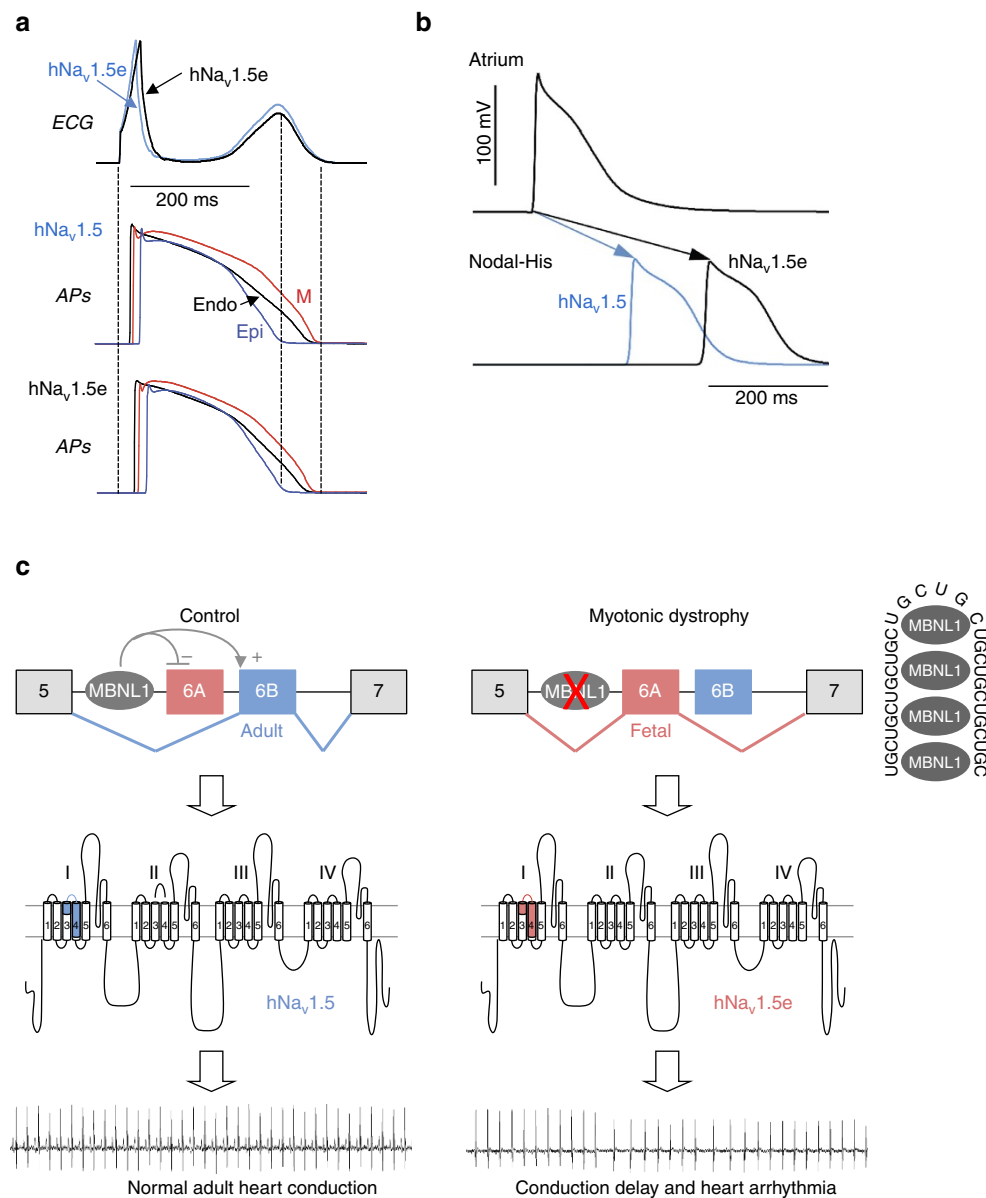 a
hNav1.5e
hNav1.5e
ECG
200 ms
hNav1.5
APs
Endo
M
Epi
hNav1.5e
APs
b
Atrium
100 mV
Nodal-His
hNav1.5e
hNav1.5
200 ms
c
Control
− +
5 MBNL1 6A 6B 7
Adult
Myotonic dystrophy
5 MBNL1 6A 6B 7
Fetal
UGCUGCUGCUGCUGCUGCUGCUGCUGC
MBNL1
MBNL1
MBNL1
MBNL1
I II III IV
1 2 3 4 5 6 1 2 3 4 5 6 1 2 3 4 5 6 1 2 3 4 5 6
hNav1.5
I II III IV
1 2 3 4 5 6 1 2 3 4 5 6 1 2 3 4 5 6 1 2 3 4 5 6
hNav1.5e
Normal adult heart conduction
Conduction delay and heart arrhythmia